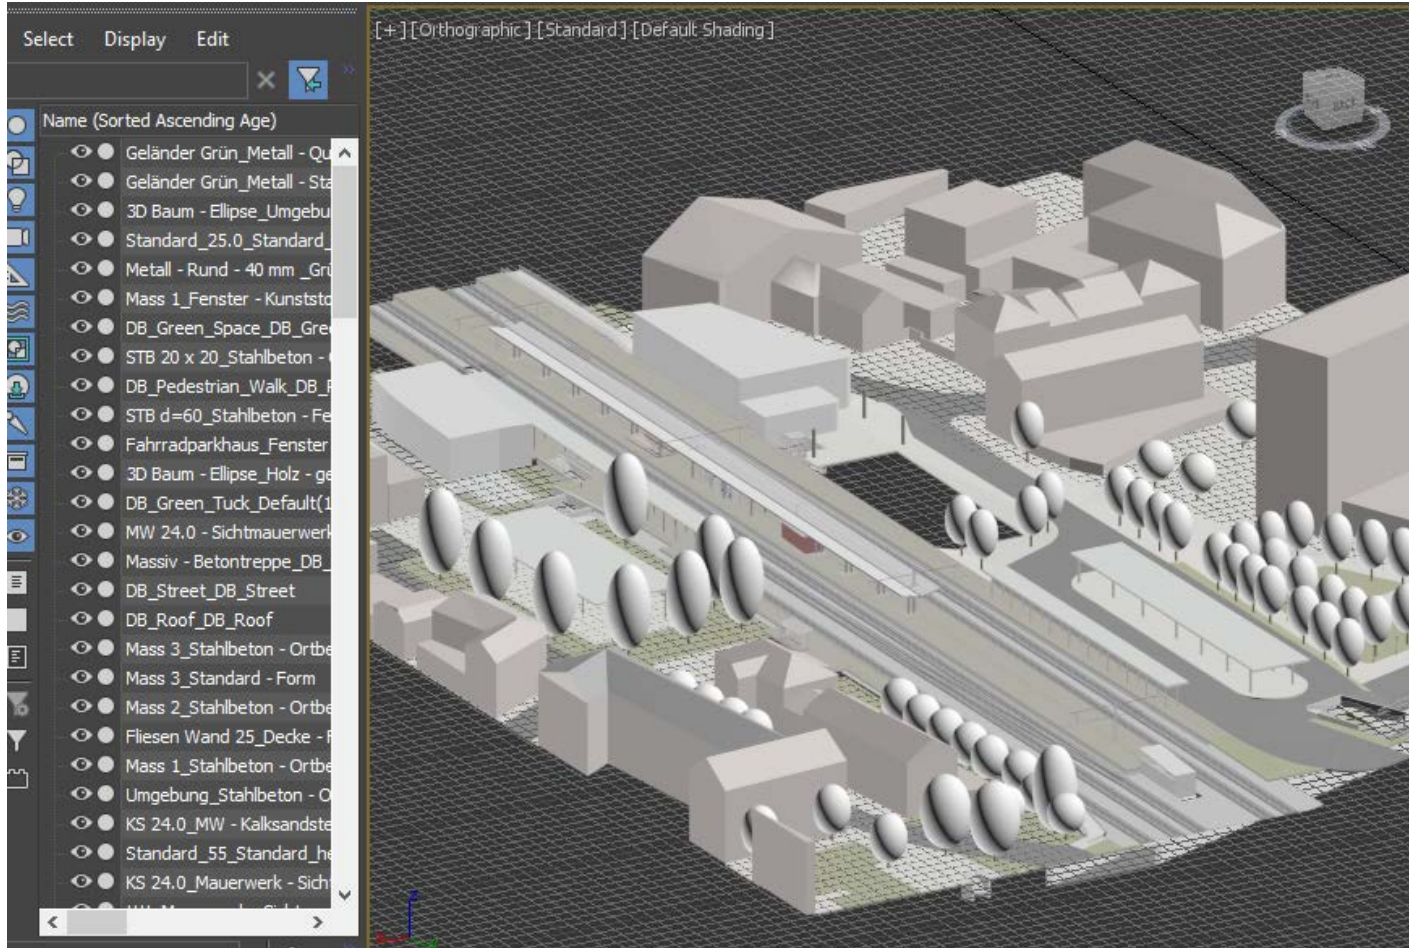 Select Display Edit
[+] [Orthographic] [Standard] [Default Shading]
Name (Sorted Ascending Age)
Geländer Grün_Metall - Qu
Geländer Grün_Metall - Sta
3D Baum - Ellipse_Umgebu
Standard_25.0_Standard_
Metall - Rund - 40 mm _Grü
Mass 1_Fenster - Kunststo
DB_Green_Space_DB_Gre
STB 20 x 20_Stahlbeton -
DB_Pedestrian_Walk_DB_P
STB d=60_Stahlbeton - Fe
Fahrradparkhaus_Fenster
3D Baum - Ellipse_Holz - ge
DB_Green_Tuck_Default(1
MW 24.0 - Sichtmauerwerk
Massiv - Betontreppe_DB_
DB_Street_DB_Street
DB_Roof_DB_Roof
Mass 3_Stahlbeton - Ortbe
Mass 3_Standard - Form
Mass 2_Stahlbeton - Ortbe
Fliesen Wand 25_Decke - F
Mass 1_Stahlbeton - Ortbe
Umgebung_Stahlbeton - O
KS 24.0_MW - Kalksandste
Standard_55_Standard_he
KS 24.0_Mauerwerk - Sich
BACK